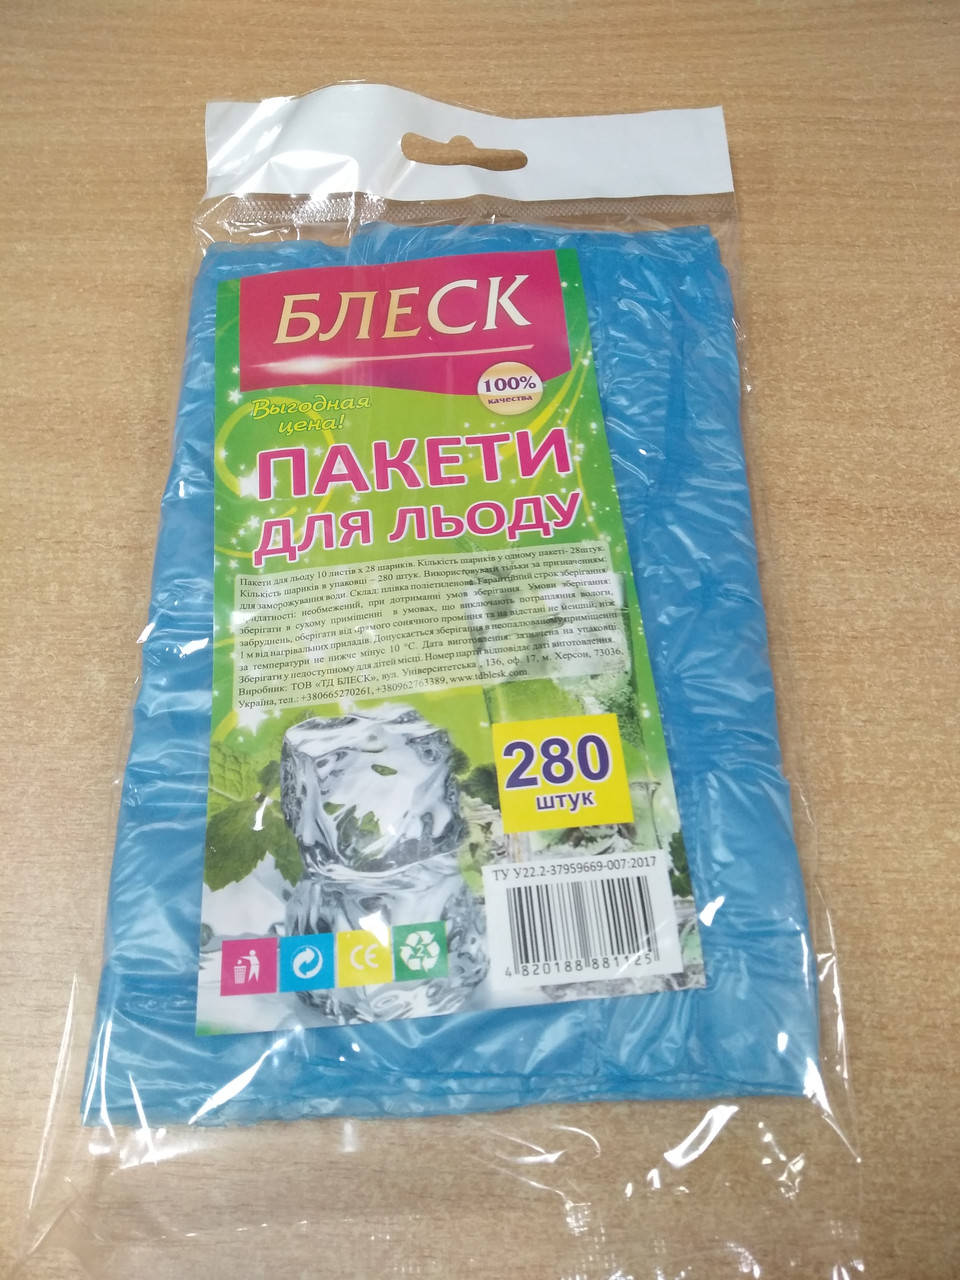 БЛЕСК
100%
качества
Выгодная
цена!
ПАКЕТИ
ДЛЯ ЛЬОДУ
Пакети для льоду 10 листів х 28 шариків. Кількість шариків у одному пакеті- 28штук.
Кількість шариків в упаковці – 280 штук. Використовувати тільки за призначенням:
для заморожування води. Склад: плівка поліетиленова. Гарантійний строк зберігання
придатності: необмежений, при дотриманні умов зберігання. Умови зберігання:
зберігати в сухому приміщенні в умовах, що виключають потрапляння вологи,
забруднень, оберігати від прямого сонячного проміння та на відстані не меншій, ніж
1 м від нагрівальних приладів. Допускається зберігання в неопалюваному приміщенні
за температури не нижче мінус 10 °С. Дата виготовлення: зазначена на упаковці.
Зберігати у недоступному для дітей місці. Номер партії відповідає даті виготовлення.
Виробник: ТОВ «ТД БЛЕСК», вул. Університетська , 136, оф. 17, м. Херсон, 73036,
Україна, тел.: +380665270261, +380962763389, www.tdblesk.com
280
штук
ТУ У22.2-37959669-007:2017
4 820188 881125
CE
2